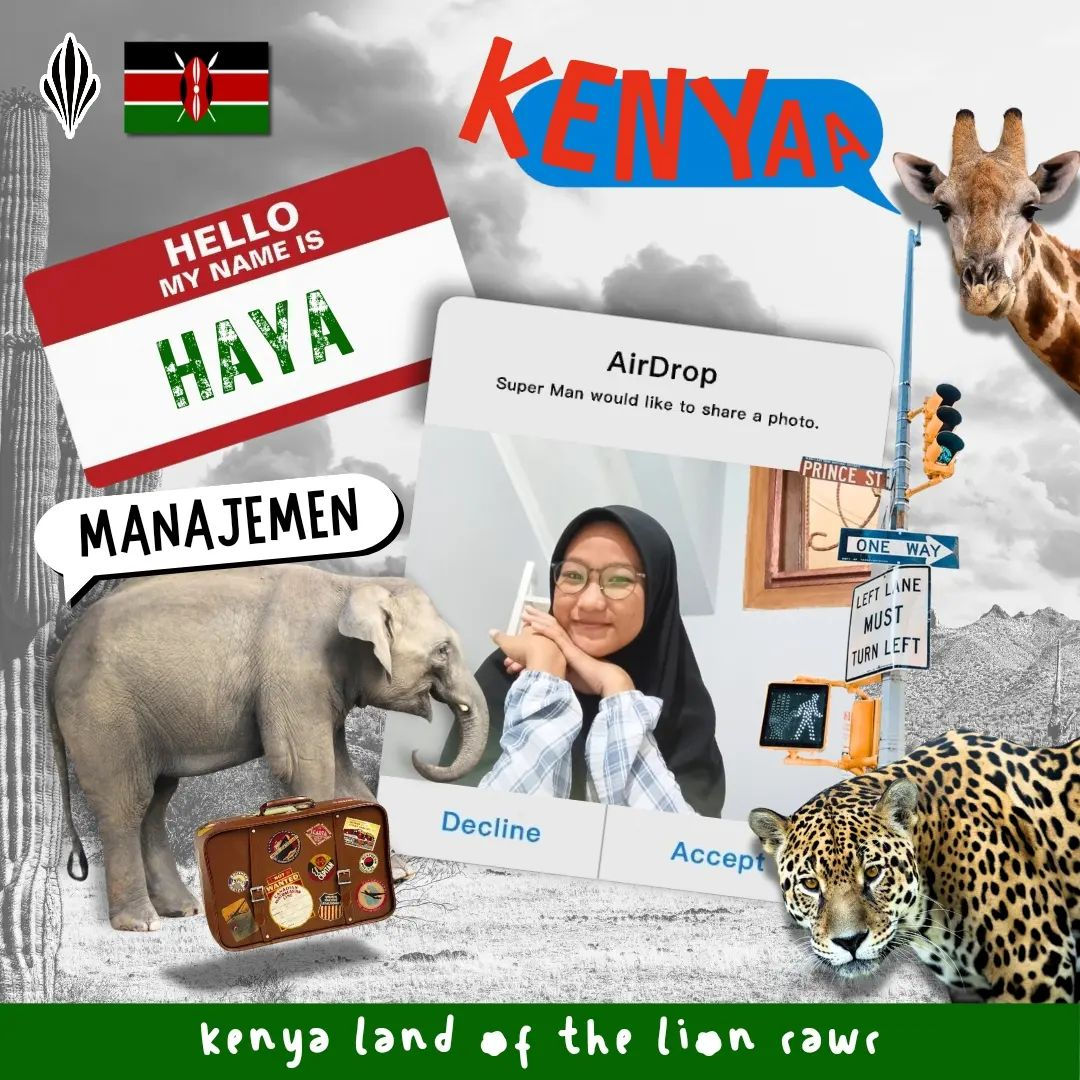 KENYAA
HELLO
MY NAME IS
HAYA
AirDrop
Super Man would like to share a photo.
MANAJEMEN
PRINCE ST
ONE WAY
LEFT LANE
MUST
TURN LEFT
Decline
Accept
WANTED
kenya land of the lion rawr